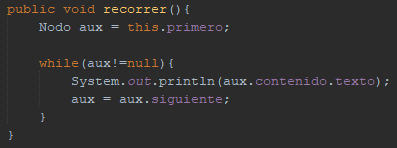 public void recorrer(){
    Nodo aux = this.primero;

    while(aux!=null){
        System.out.println(aux.contenido.texto);
        aux = aux.siguiente;
    }
}